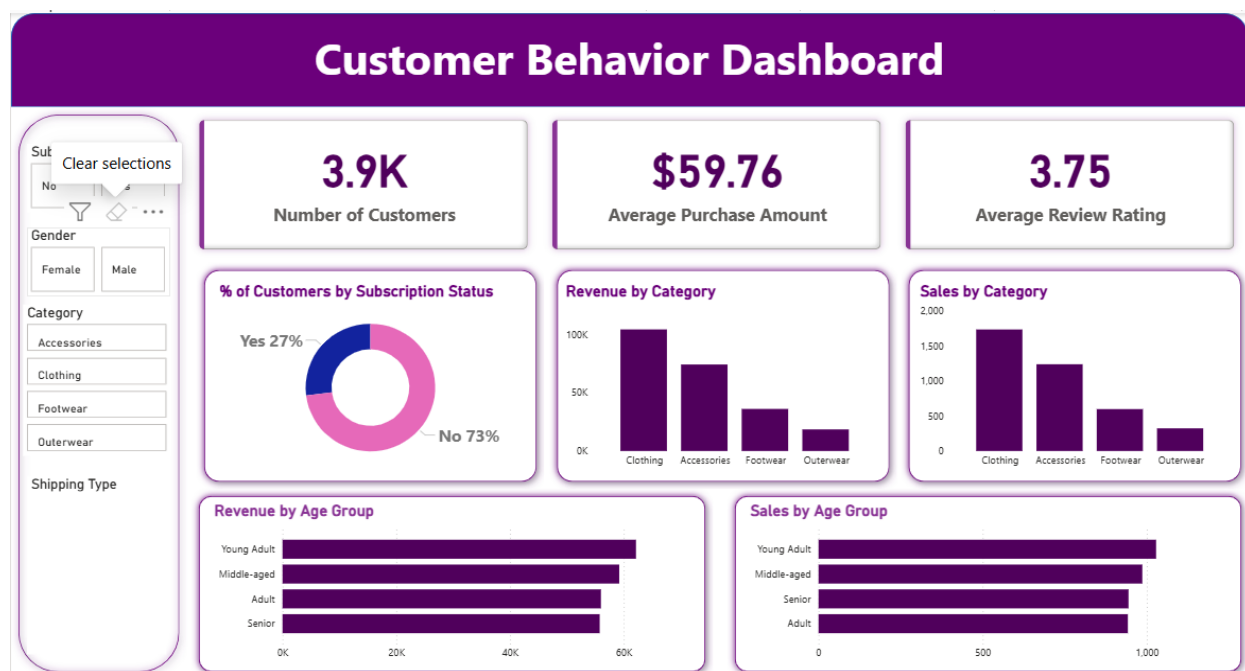 Customer Behavior Dashboard
Sub
Clear selections
No
s
Gender
Female
Male
Category
Accessories
Clothing
Footwear
Outerwear
Shipping Type
3.9K
Number of Customers
$59.76
Average Purchase Amount
3.75
Average Review Rating
% of Customers by Subscription Status
Yes 27%
No 73%
Revenue by Category
100K
50K
0K
Clothing Accessories Footwear Outerwear
Sales by Category
2,000
1,500
1,000
500
0
Clothing Accessories Footwear Outerwear
Revenue by Age Group
Young Adult
Middle-aged
Adult
Senior
0K 20K 40K 60K
Sales by Age Group
Young Adult
Middle-aged
Senior
Adult
0 500 1,000